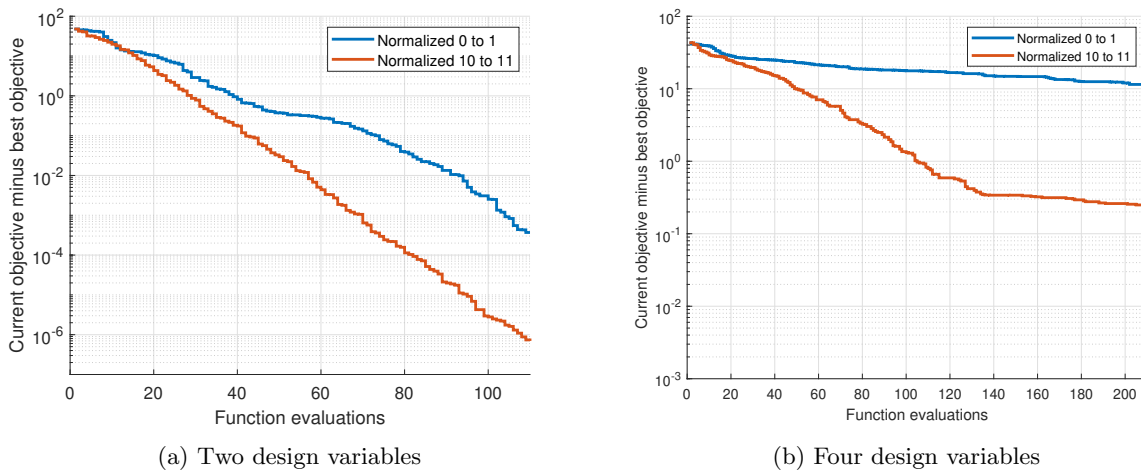 10^2
10^0
10^-2
10^-4
10^-6
0
20
40
60
80
100
Current objective minus best objective
Function evaluations
Normalized 0 to 1
Normalized 10 to 11
(a) Two design variables
10^2
10^1
10^0
10^-1
10^-2
10^-3
0
20
40
60
80
100
120
140
160
180
200
Current objective minus best objective
Function evaluations
Normalized 0 to 1
Normalized 10 to 11
(b) Four design variables